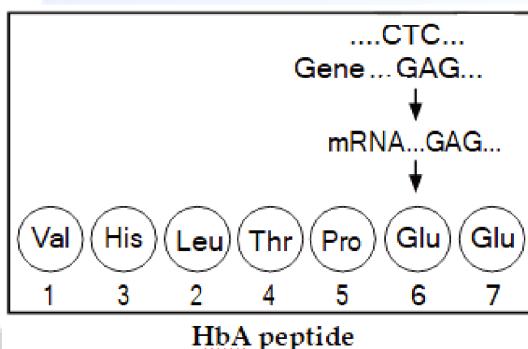 ....CTC...
Gene... GAG...
mRNA...GAG...
Val His Leu Thr Pro Glu Glu
1 3 2 4 5 6 7
HbA peptide